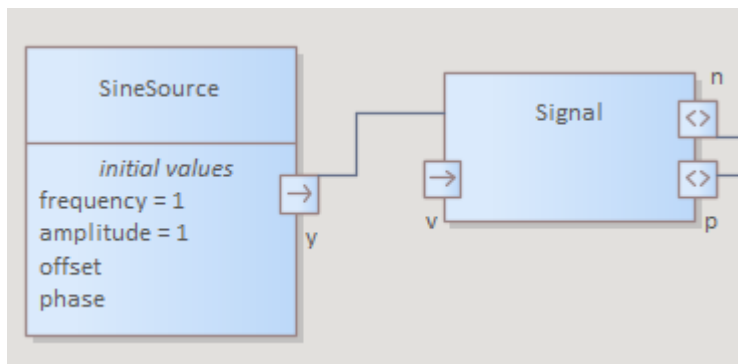 SineSource
initial values
frequency = 1
amplitude = 1
offset
phase
y
Signal
v
n
p